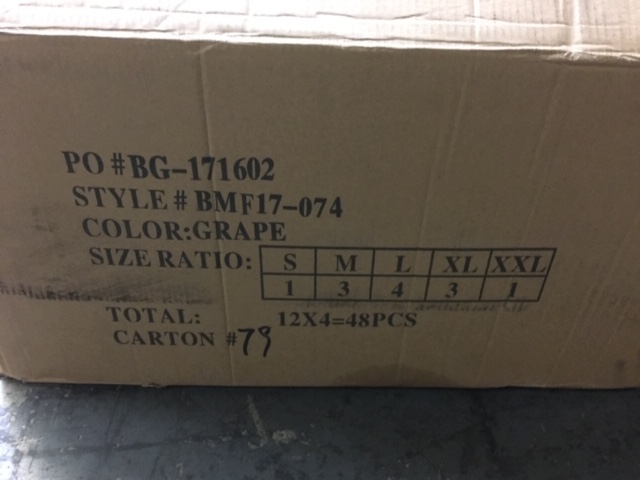 PO #BG-171602
STYLE# BMF17-074
COLOR:GRAPE
SIZE RATIO: S M L XL XXL
1 3 4 3 1
TOTAL: 12X4=48PCS
CARTON #79